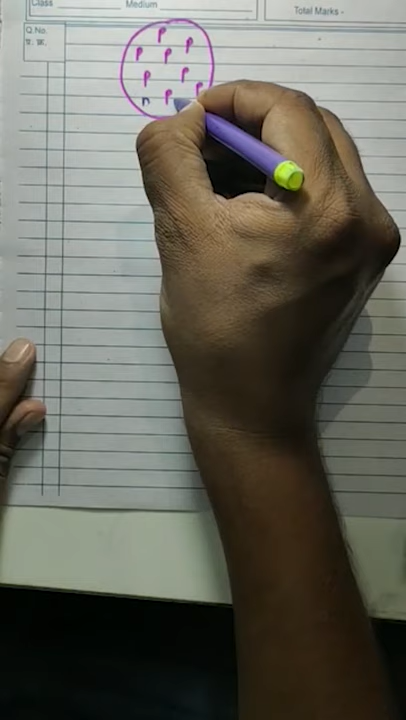 Class Medium
Total Marks -
Q.No.
प्र. क्र.
P
P P P
P P
P
n P